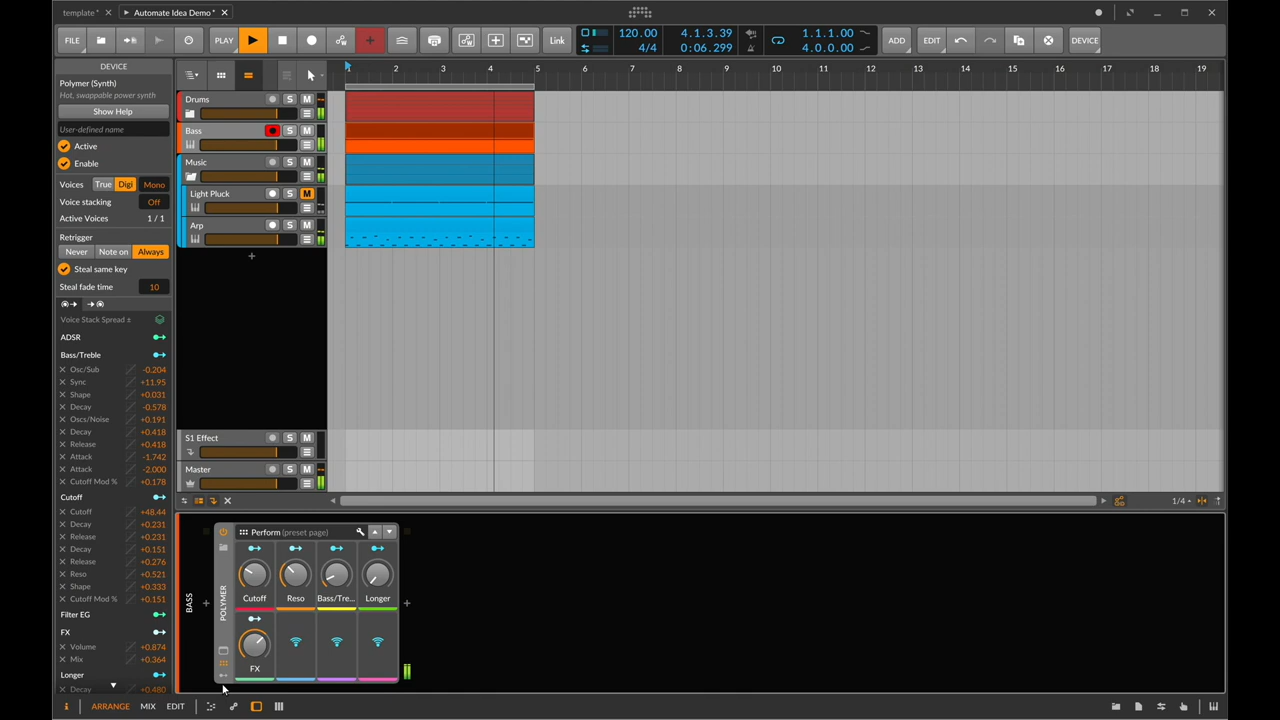 template*
Automate Idea Demo*
FILE
PLAY
Link
120.00
4/4
4.1.3.39
0:06.299
1.1.1.00
4.0.0.00
ADD
EDIT
DEVICE
DEVICE
Polymer (Synth)
Hot, swappable power synth
Show Help
User-defined name
Active
Enable
Voices True Digi Mono
Voice stacking Off
Active Voices 1 / 1
Retrigger
Never Note on Always
Steal same key
Steal fade time 10
Voice Stack Spread ±
ADSR
Bass/Treble
Osc/Sub -0.204
Sync +11.95
Shape +0.031
Decay -0.578
Oscs/Noise +0.191
Decay +0.418
Release +0.418
Attack -1.742
Attack -2.000
Cutoff Mod % +0.178
Cutoff
Cutoff +48.44
Decay +0.231
Release +0.231
Decay +0.151
Release +0.276
Reso +0.521
Shape +0.333
Cutoff Mod % +0.151
Filter EG
FX
Volume +0.874
Mix +0.364
Longer
Decay +0.480
1 2 3 4 5 6 7 8 9 10 11 12 13 14 15 16 17 18 19
Drums S M
Bass S M
Music S M
Light Pluck S M
Arp S M
+
S1 Effect S M
Master S M
1/4
BASS
POLYMER
Perform (preset page)
Cutoff Reso Bass/Tre... Longer
FX
ARRANGE MIX EDIT